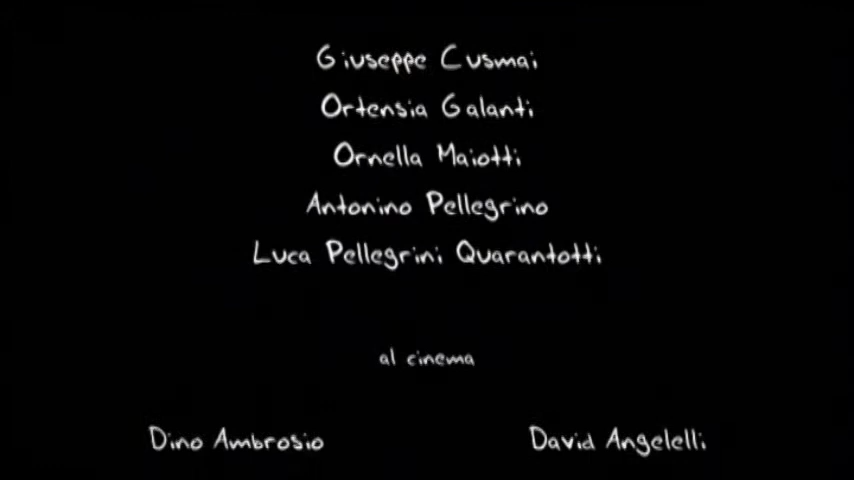 Giuseppe Cusmai
Ortensia Galanti
Ornella Maiotti
Antonino Pellegrino
Luca Pellegrini Quarantotti
al cinema
Dino Ambrosio David Angelelli